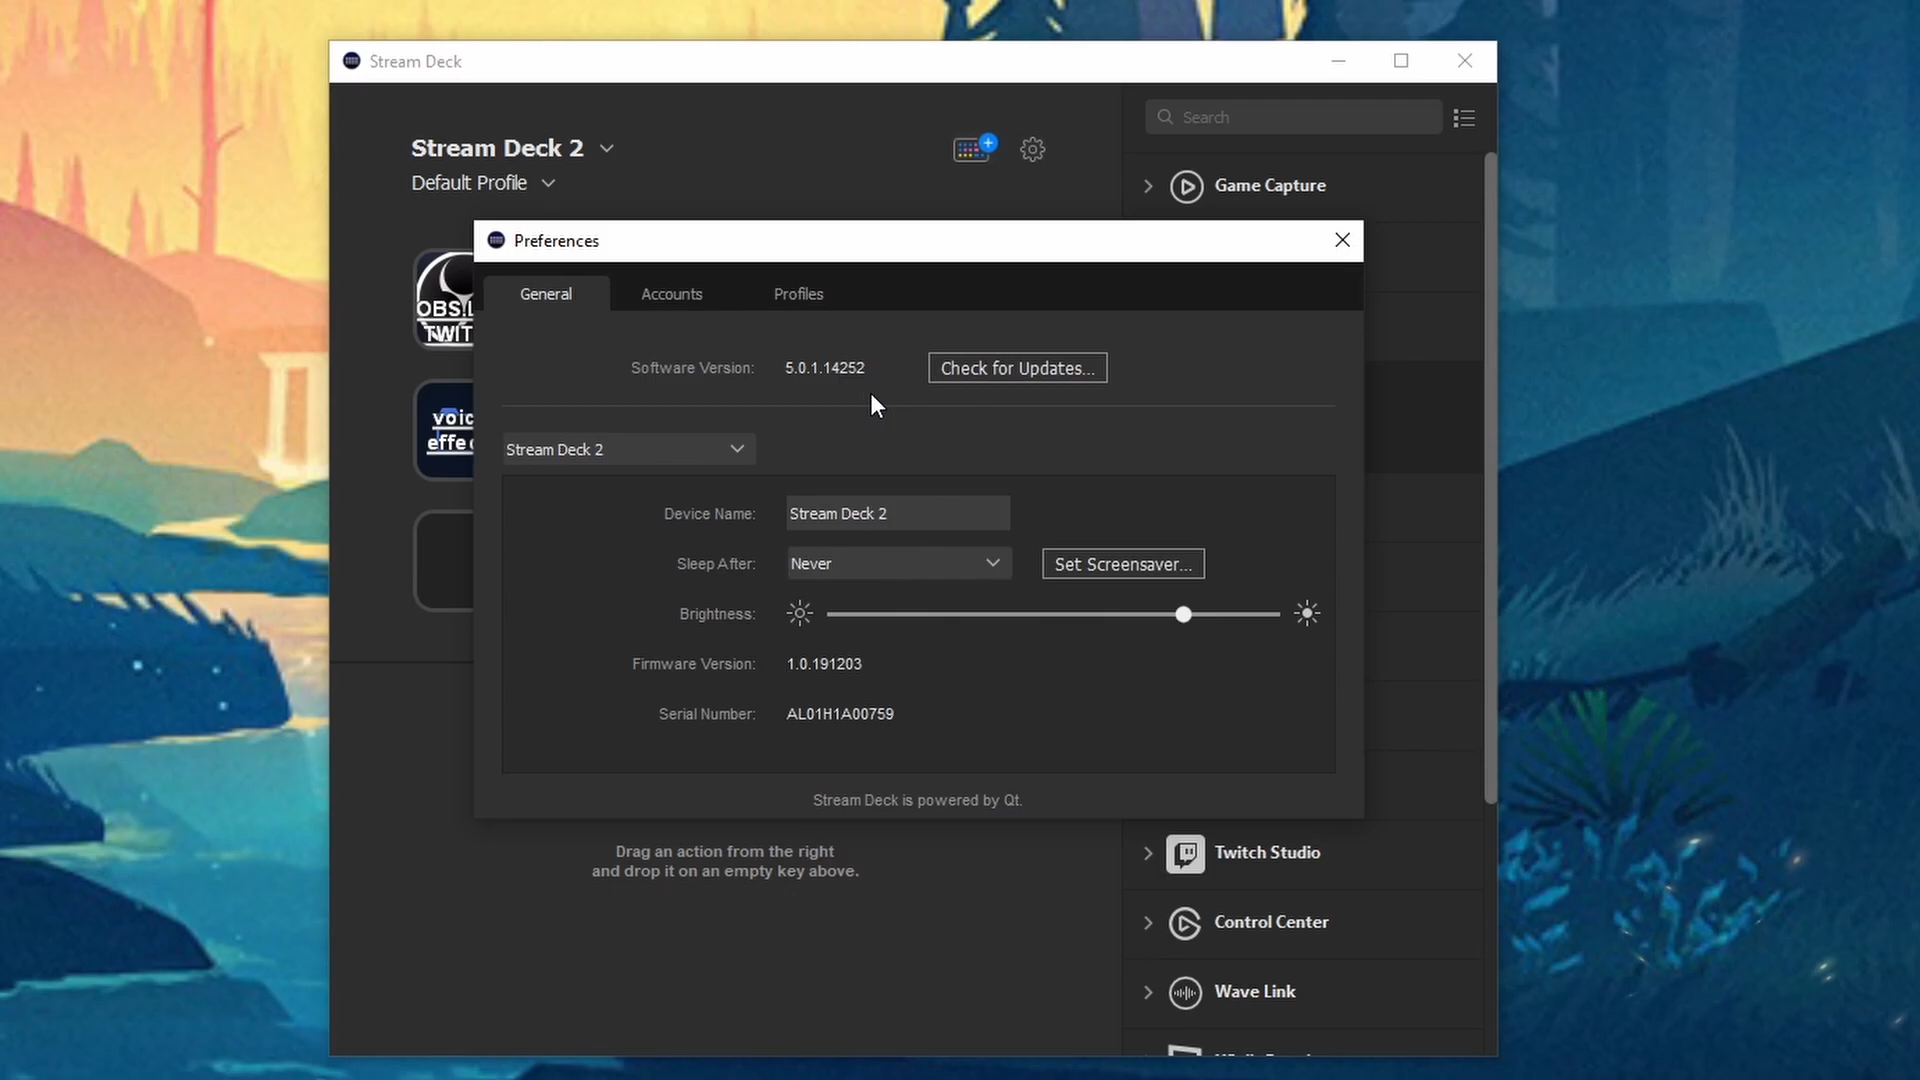 Stream Deck
Search
Stream Deck 2
Default Profile
Game Capture
Preferences
General
Accounts
Profiles
Software Version:
5.0.1.14252
Check for Updates...
Stream Deck 2
Device Name:
Stream Deck 2
Sleep After:
Never
Set Screensaver...
Brightness:
Firmware Version:
1.0.191203
Serial Number:
AL01H1A00759
Stream Deck is powered by Qt.
Drag an action from the right
and drop it on an empty key above.
Twitch Studio
Control Center
Wave Link